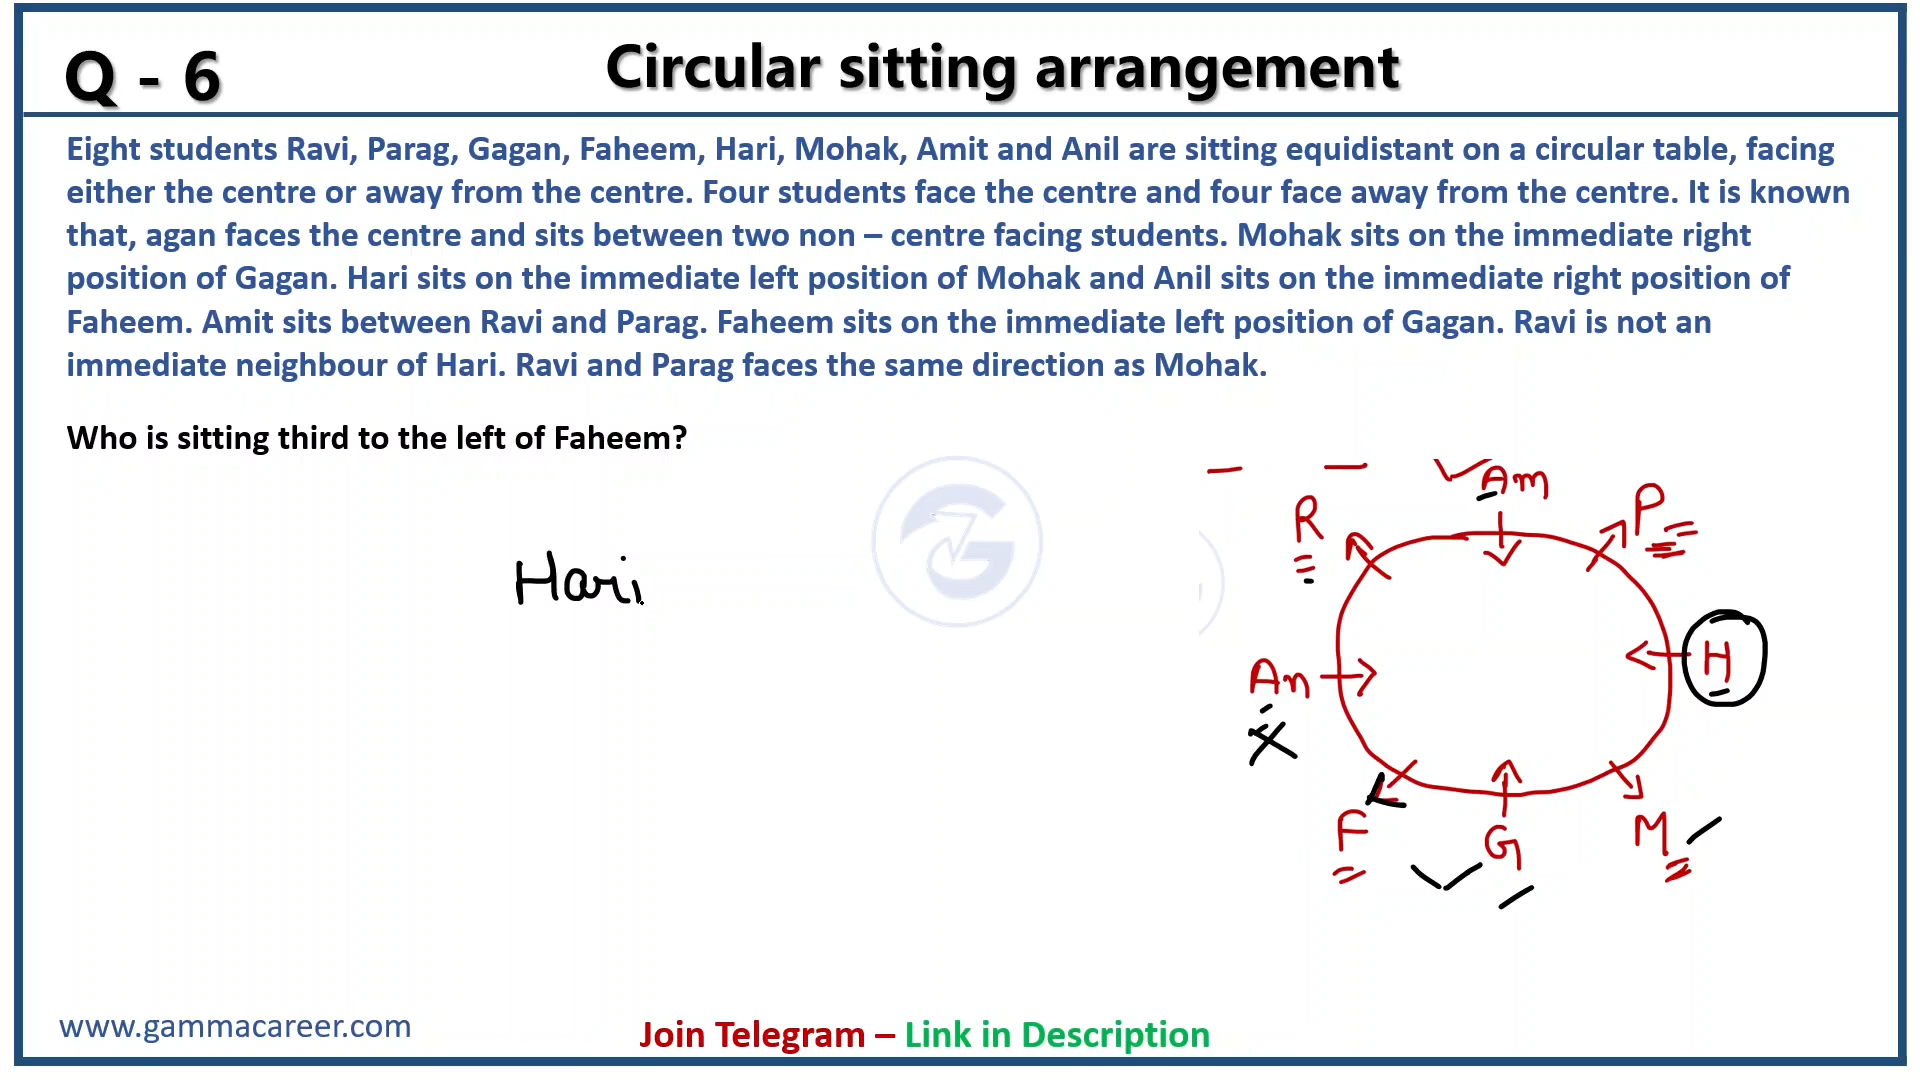 Q - 6
Circular sitting arrangement
Eight students Ravi, Parag, Gagan, Faheem, Hari, Mohak, Amit and Anil are sitting equidistant on a circular table, facing
either the centre or away from the centre. Four students face the centre and four face away from the centre. It is known
that, agan faces the centre and sits between two non – centre facing students. Mohak sits on the immediate right
position of Gagan. Hari sits on the immediate left position of Mohak and Anil sits on the immediate right position of
Faheem. Amit sits between Ravi and Parag. Faheem sits on the immediate left position of Gagan. Ravi is not an
immediate neighbour of Hari. Ravi and Parag faces the same direction as Mohak.
Who is sitting third to the left of Faheem?
Am
R
P
Hari
H
An
F
G
M
www.gammacareer.com
Join Telegram – Link in Description